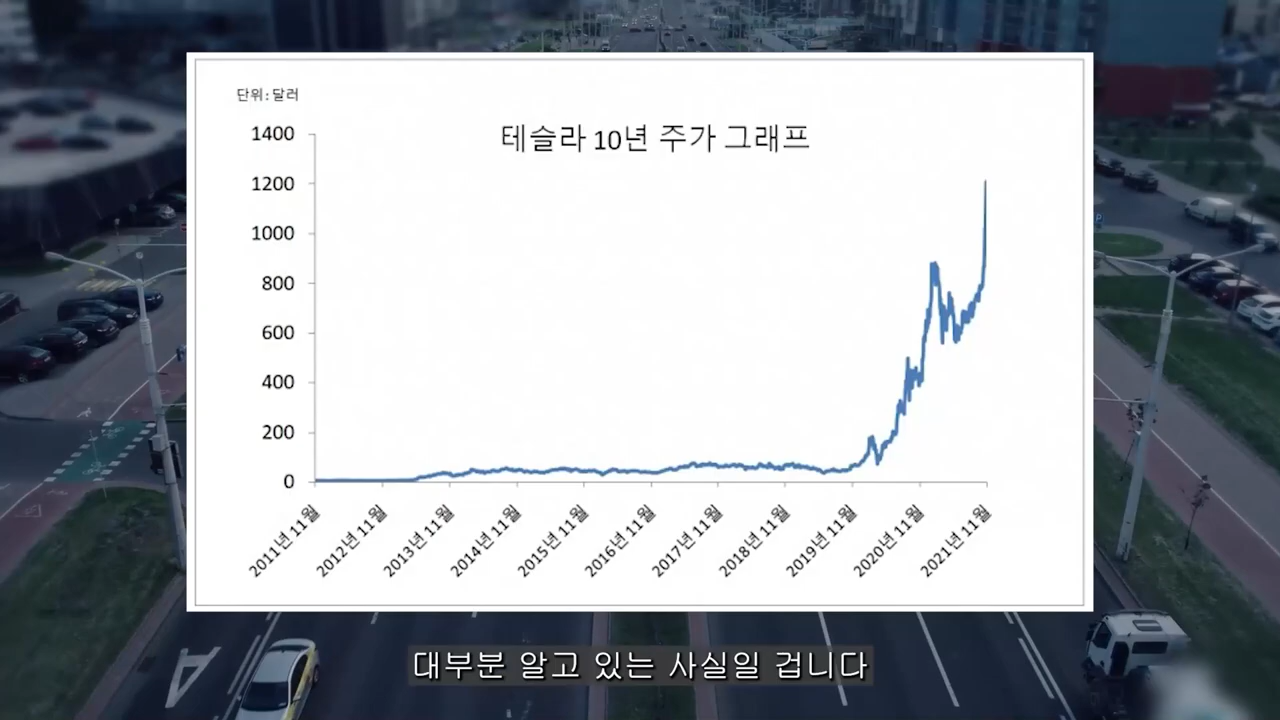 단위:달러
테슬라 10년 주가 그래프
1400
1200
1000
800
600
400
200
0
2011년 11월
2012년 11월
2013년 11월
2014년 11월
2015년 11월
2016년 11월
2017년 11월
2018년 11월
2019년 11월
2020년 11월
2021년 11월
대부분 알고 있는 사실일 겁니다
A
P